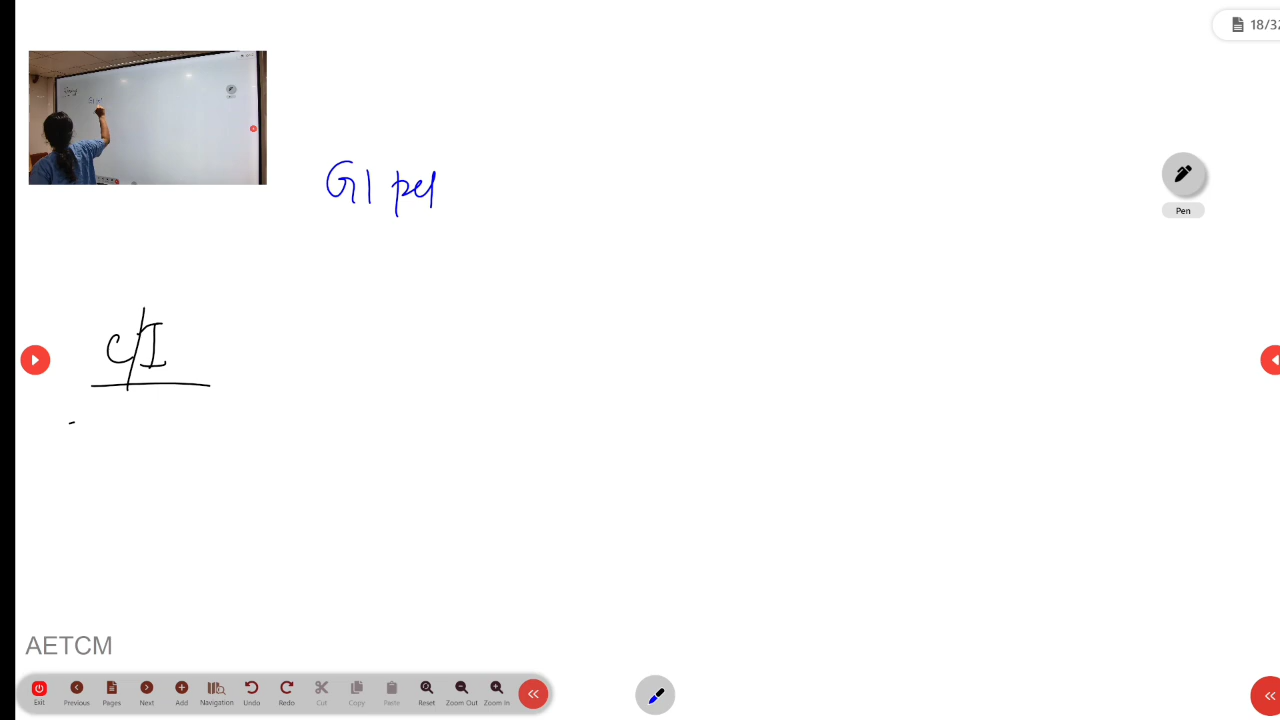 18/32
GI pef
Pen
C/I
-
AETCM
Exit Previous Pages Next Add Navigation Undo Redo Cut Copy Paste Reset Zoom Out Zoom In